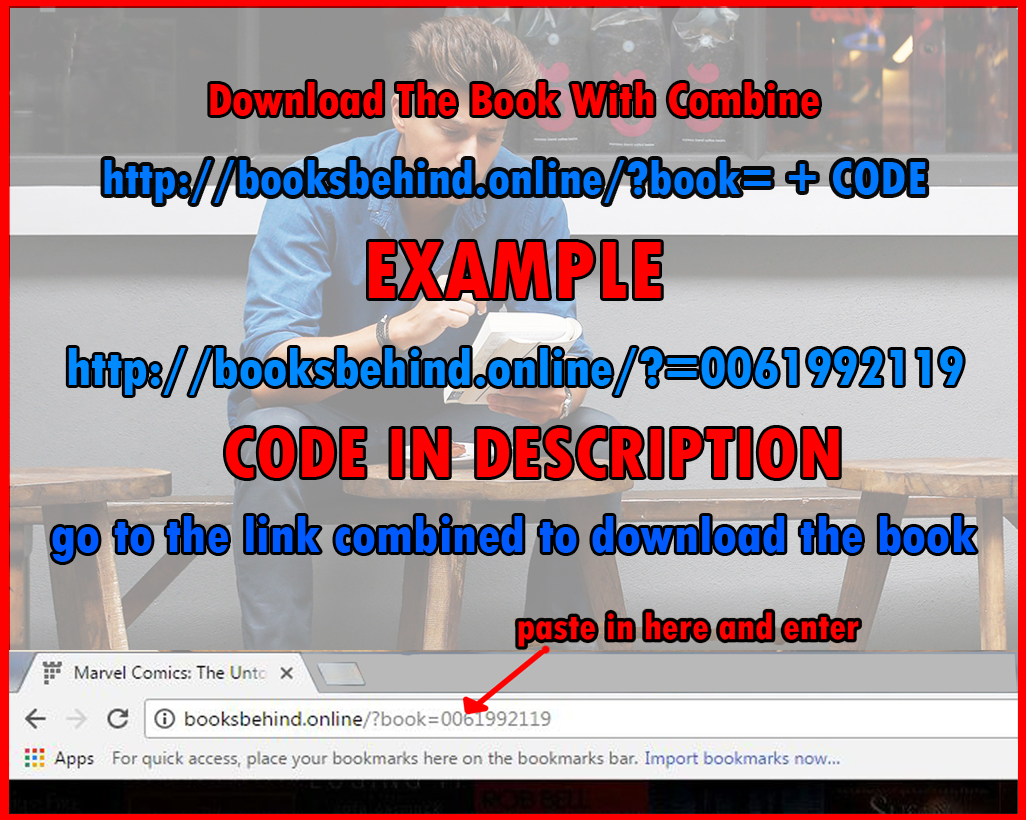 Download The Book With Combine
http://booksbehind.online/?book= + CODE
EXAMPLE
http://booksbehind.online/?=0061992119
CODE IN DESCRIPTION
go to the link combined to download the book
paste in here and enter
Marvel Comics: The Unto
booksbehind.online/?book=0061992119
Apps For quick access, place your bookmarks here on the bookmarks bar. Import bookmarks now...
ROB BELL